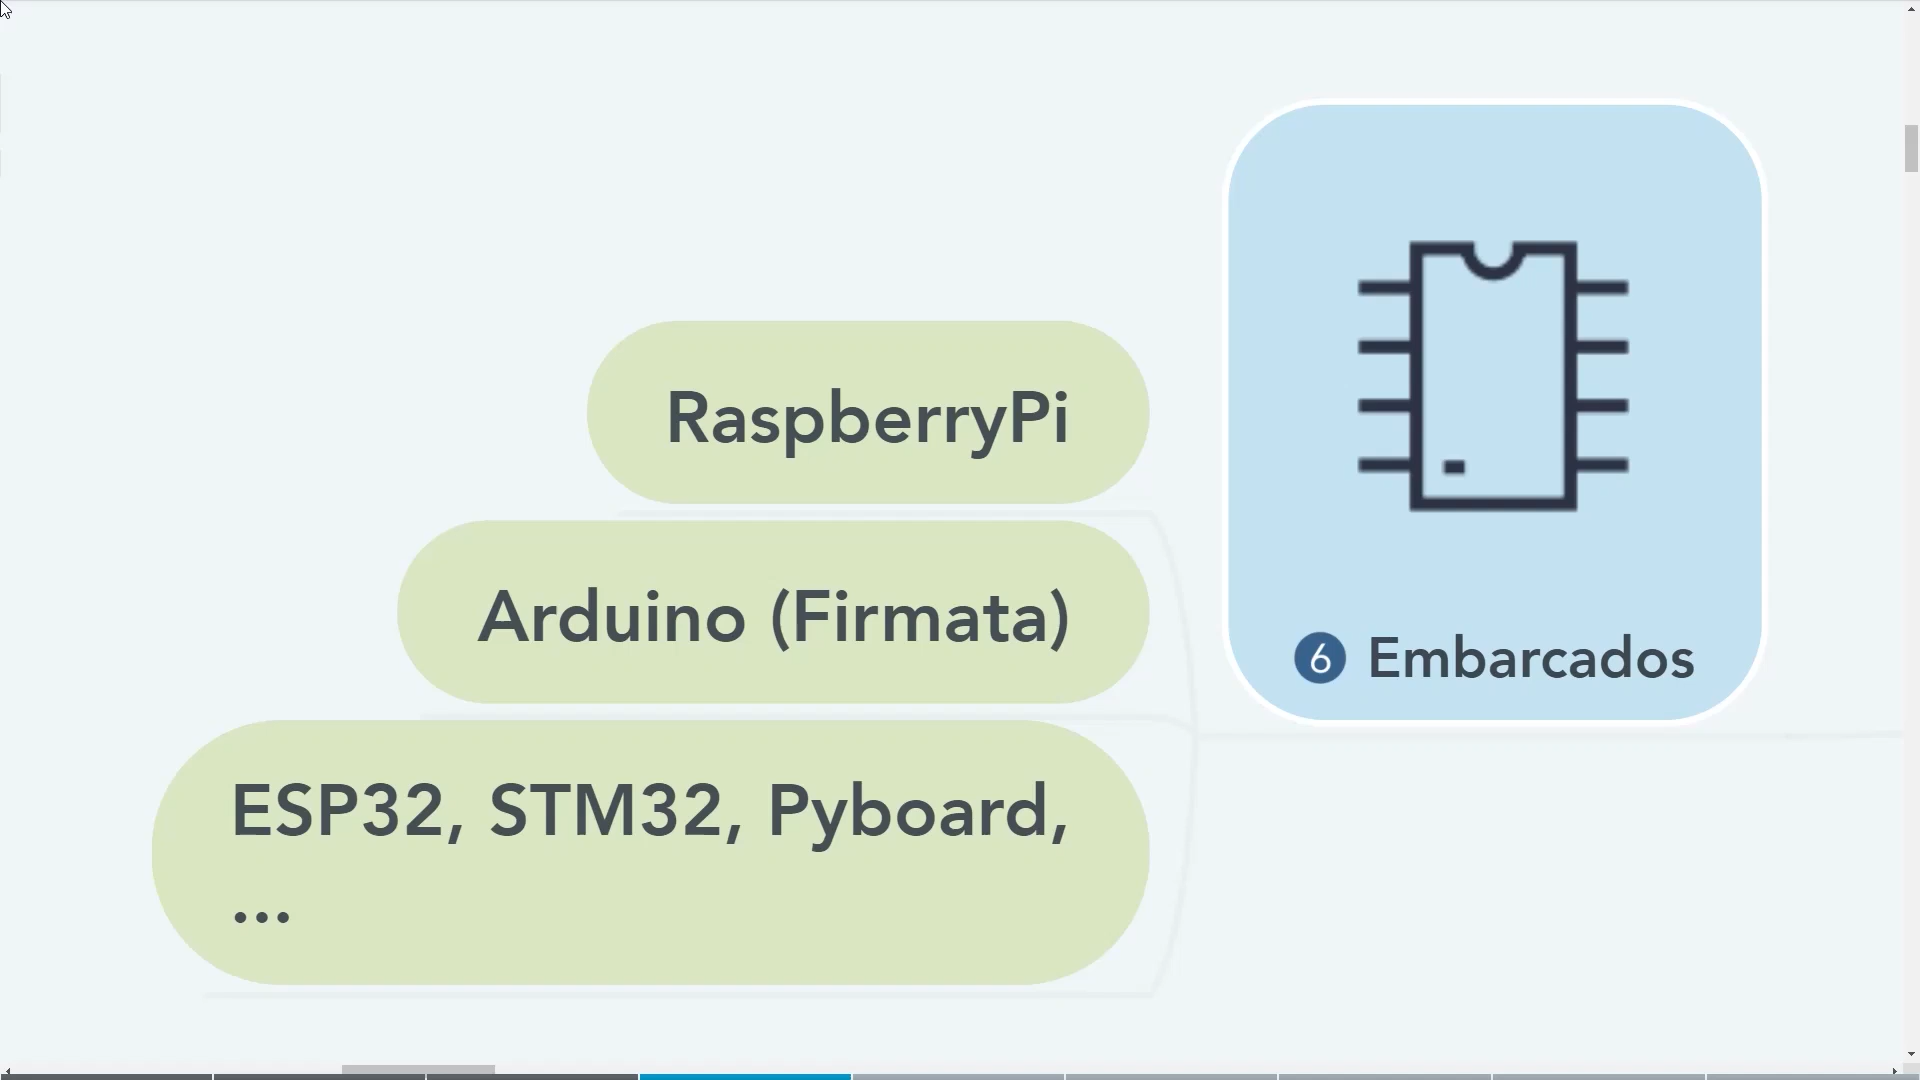 RaspberryPi
Arduino (Firmata)
ESP32, STM32, Pyboard,
...
6 Embarcados